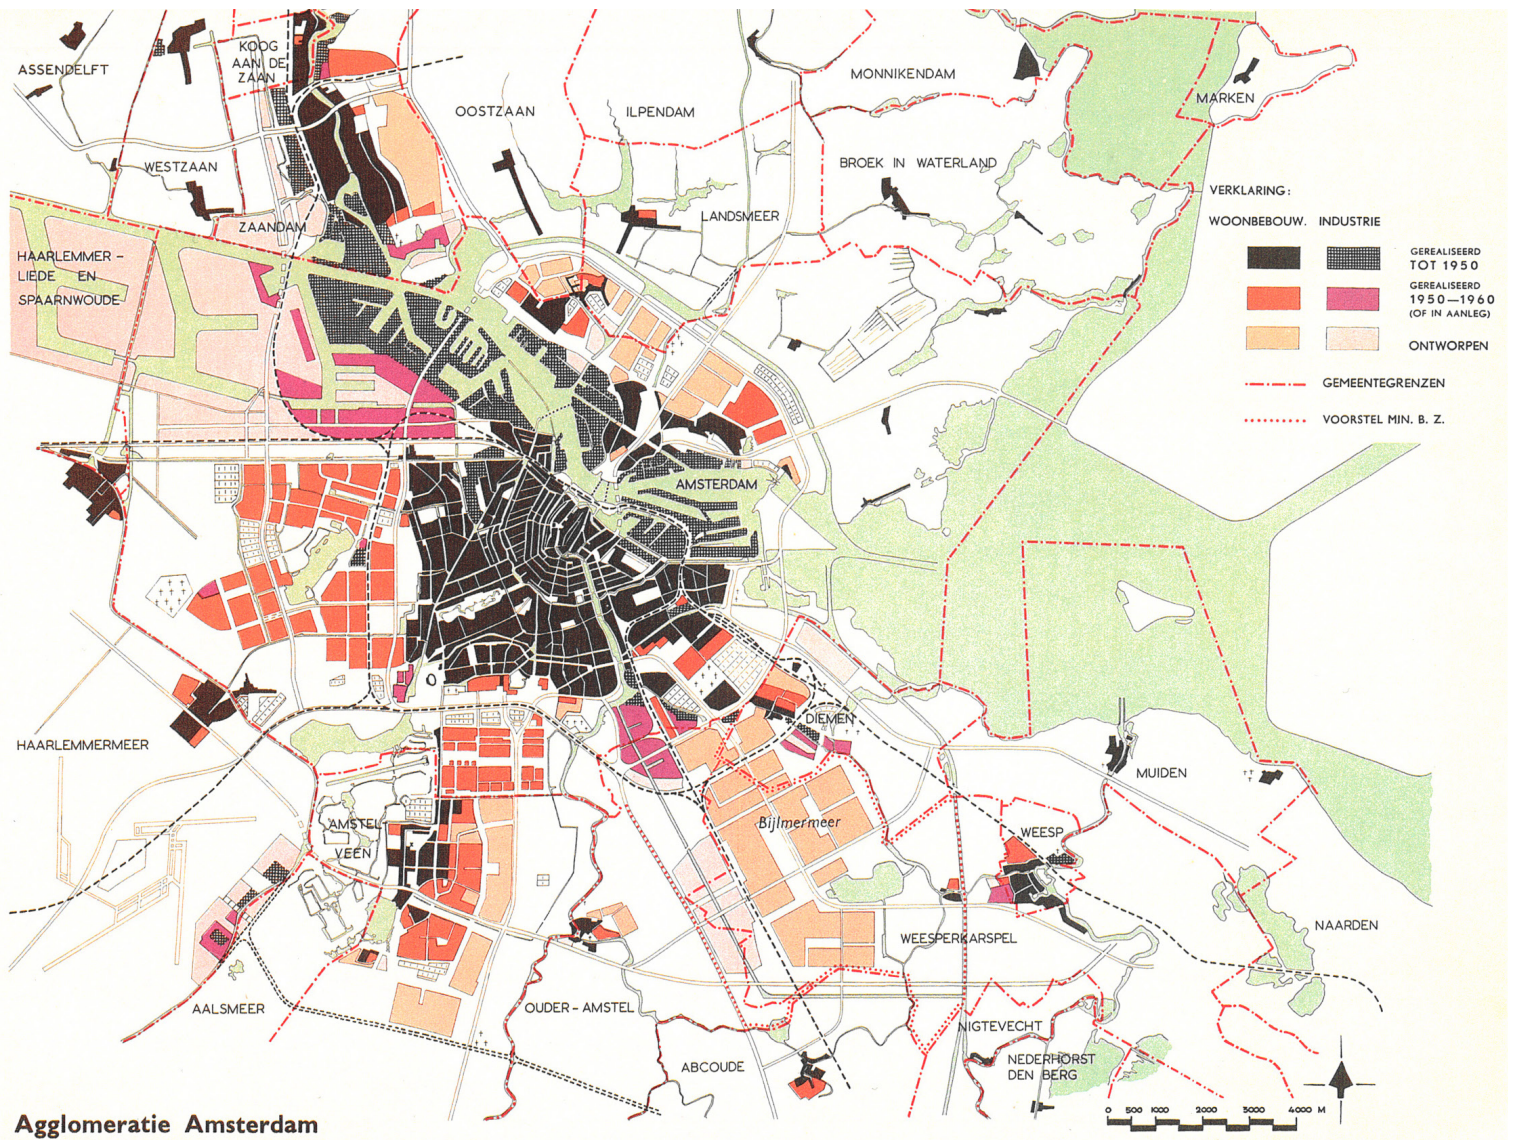 KOOG
AAN DE
ZAAN
ASSENDELFT
OOSTZAAN
ILPENDAM
MONNIKENDAM
MARKEN
WESTZAAN
BROEK IN WATERLAND
ZAANDAM
LANDSMEER
HAARLEMMER –
LIEDE EN
SPAARNWOUDE
VERKLARING:
WOONBEBOUW. INDUSTRIE
GEREALISEERD
TOT 1950
GEREALISEERD
1950—1960
(OF IN AANLEG)
ONTWORPEN
GEMEENTEGRENZEN
VOORSTEL MIN. B. Z.
AMSTERDAM
DIEMEN
HAARLEMMERMEER
MUIDEN
Bijlmermeer
AMSTEL
VEEN
WEESP
NAARDEN
WEESPERKARSPEL
AALSMEER
OUDER – AMSTEL
NIGTEVECHT
ABCOUDE
NEDERHORST
DEN BERG
0 500 1000 2000 3000 4000 M
Agglomeratie Amsterdam